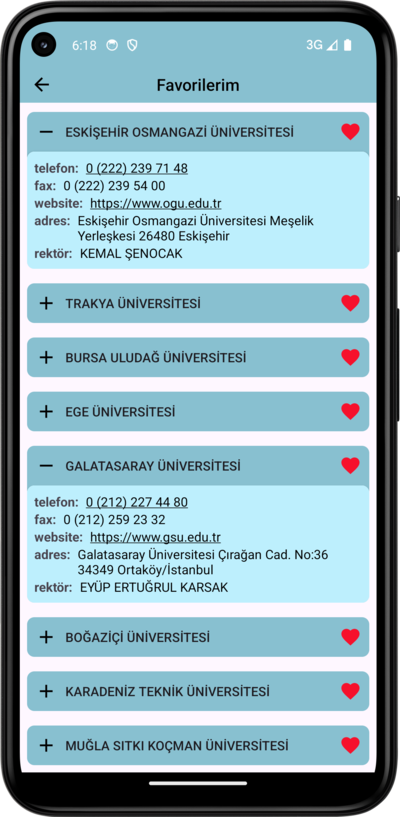 6:18 3G
Favorilerim
ESKİŞEHİR OSMANGAZİ ÜNİVERSİTESİ
telefon: 0 (222) 239 71 48
fax: 0 (222) 239 54 00
website: https://www.ogu.edu.tr
adres: Eskişehir Osmangazi Üniversitesi Meşelik
Yerleşkesi 26480 Eskişehir
rektör: KEMAL ŞENOCAK
TRAKYA ÜNİVERSİTESİ
BURSA ULUDAĞ ÜNİVERSİTESİ
EGE ÜNİVERSİTESİ
GALATASARAY ÜNİVERSİTESİ
telefon: 0 (212) 227 44 80
fax: 0 (212) 259 23 32
website: https://www.gsu.edu.tr
adres: Galatasaray Üniversitesi Çırağan Cad. No:36
34349 Ortaköy/İstanbul
rektör: EYÜP ERTUĞRUL KARSAK
BOĞAZİÇİ ÜNİVERSİTESİ
KARADENİZ TEKNİK ÜNİVERSİTESİ
MUĞLA SITKI KOÇMAN ÜNİVERSİTESİ